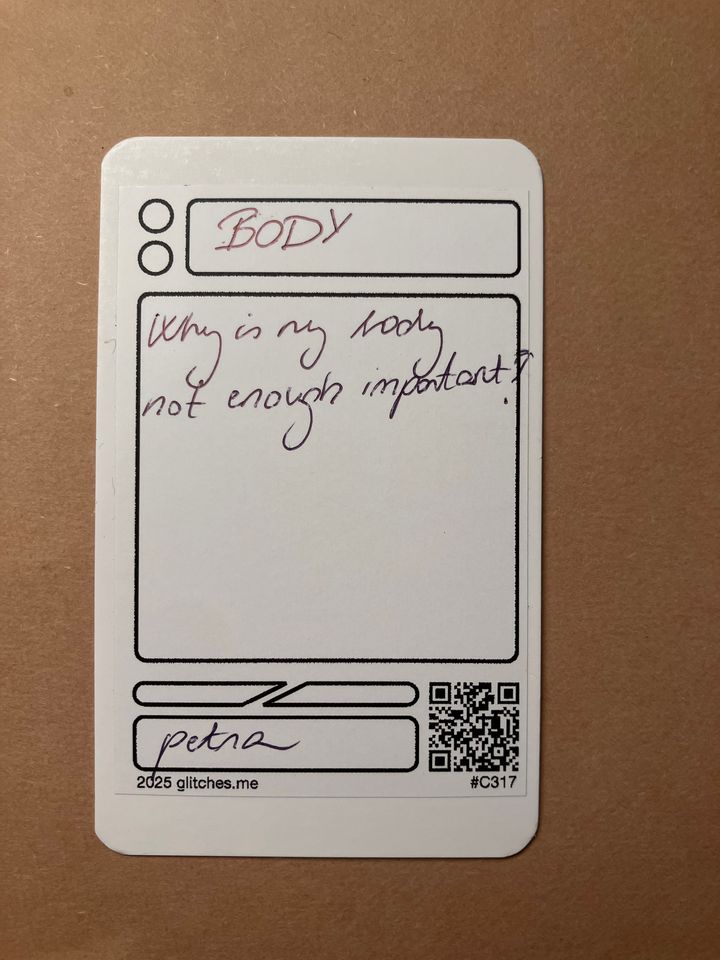 BODY
Why is my body
not enough important?
petra
2025 glitches.me
#C317